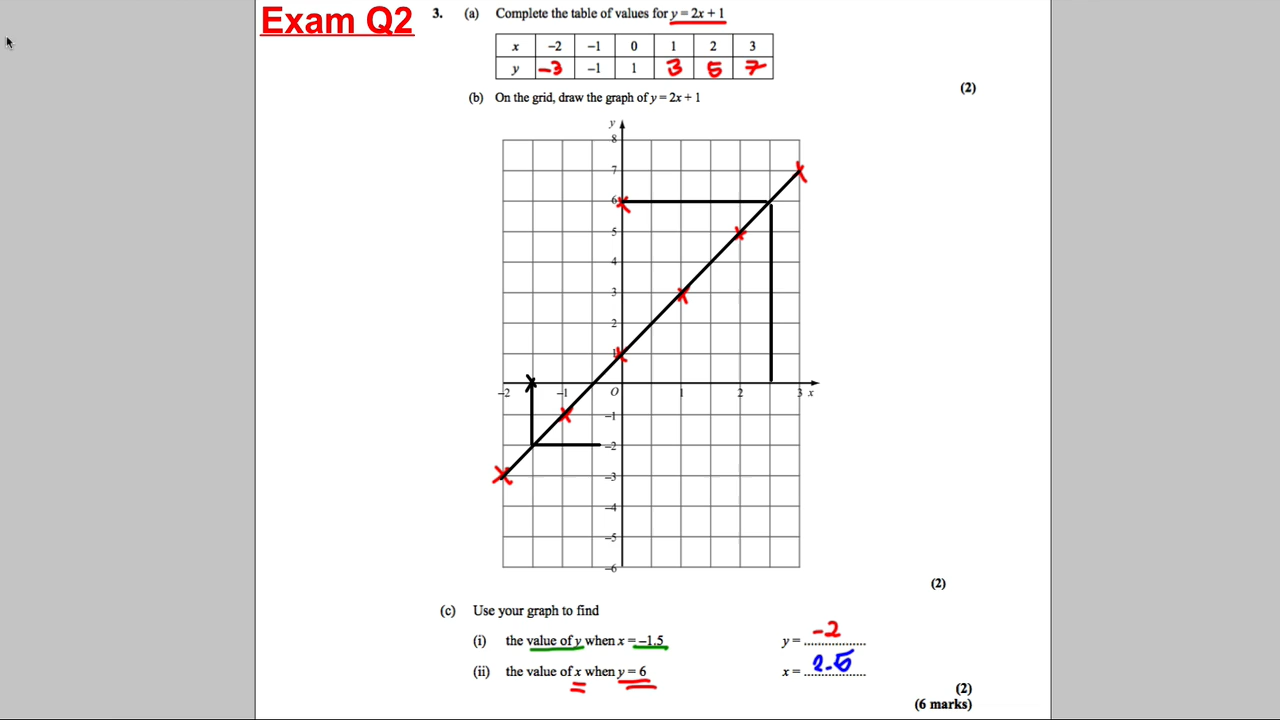 Exam Q2
3. (a) Complete the table of values for y = 2x + 1
x –2 –1 0 1 2 3
y –3 –1 1 3 5 7
(2)
(b) On the grid, draw the graph of y = 2x + 1
y
8
7
6
5
4
3
2
1
–2 –1 O 1 2 3 x
–1
–2
–3
–4
–5
–6
(2)
(c) Use your graph to find
(i) the value of y when x = –1.5 y = –2
(ii) the value of x when y = 6 x = 2.5
(2)
(6 marks)